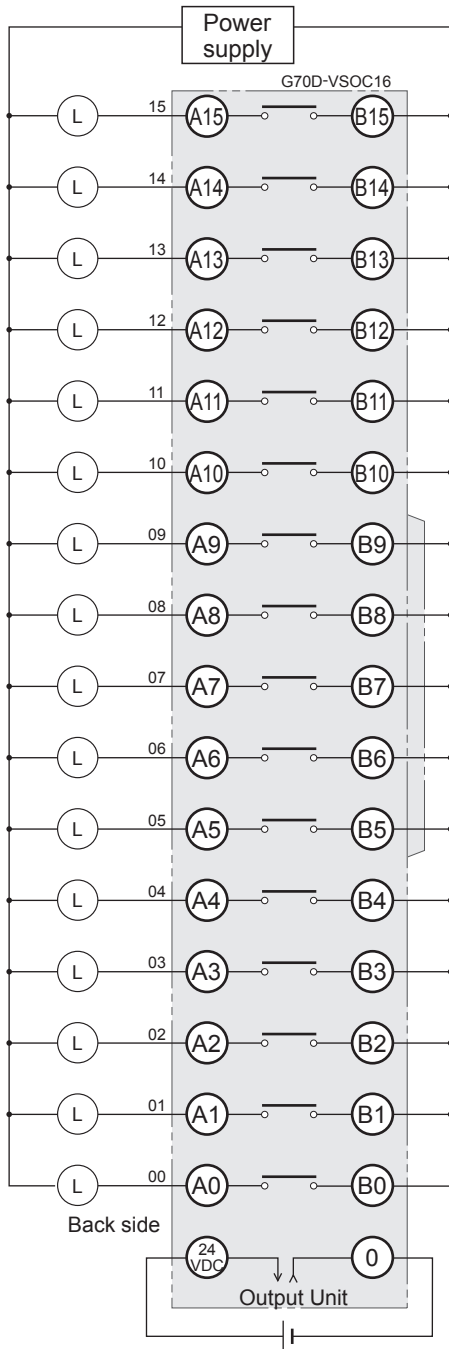 Power
supply
G70D-VSOC16
L 15 A15 B15
L 14 A14 B14
L 13 A13 B13
L 12 A12 B12
L 11 A11 B11
L 10 A10 B10
L 09 A9 B9
L 08 A8 B8
L 07 A7 B7
L 06 A6 B6
L 05 A5 B5
L 04 A4 B4
L 03 A3 B3
L 02 A2 B2
L 01 A1 B1
L 00 A0 B0
Back side
24
VDC 0
Output Unit